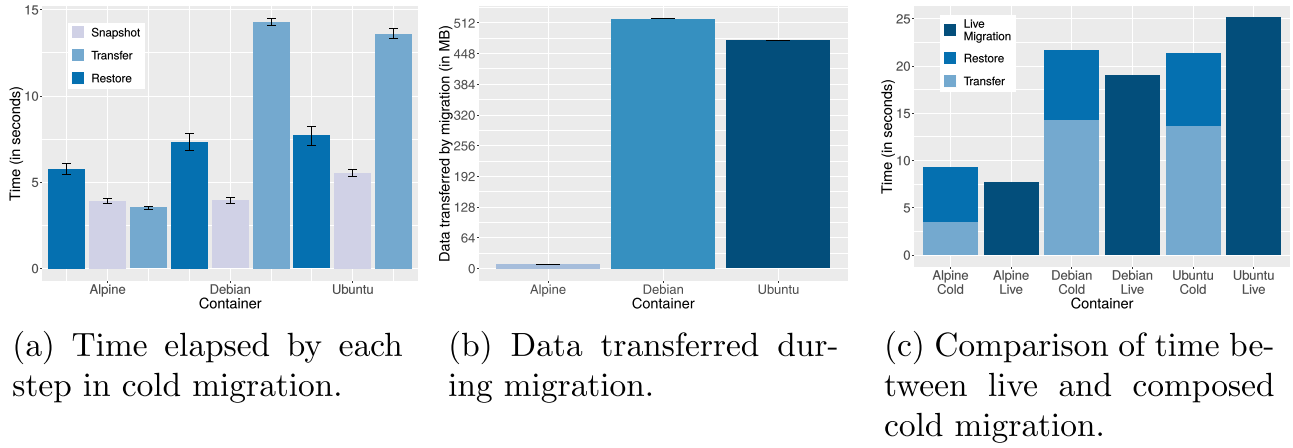 15
10
5
0
Time (in seconds)
Snapshot
Transfer
Restore
Alpine
Debian
Ubuntu
Container
(a) Time elapsed by each
step in cold migration.
512
448
384
320
256
192
128
64
0
Data transferred by migration (in MB)
Alpine
Debian
Ubuntu
Container
(b) Data transferred dur-
ing migration.
25
20
15
10
5
0
Time (in seconds)
Live
Migration
Restore
Transfer
Alpine
Cold
Alpine
Live
Debian
Cold
Debian
Live
Ubuntu
Cold
Ubuntu
Live
Container
(c) Comparison of time be-
tween live and composed
cold migration.